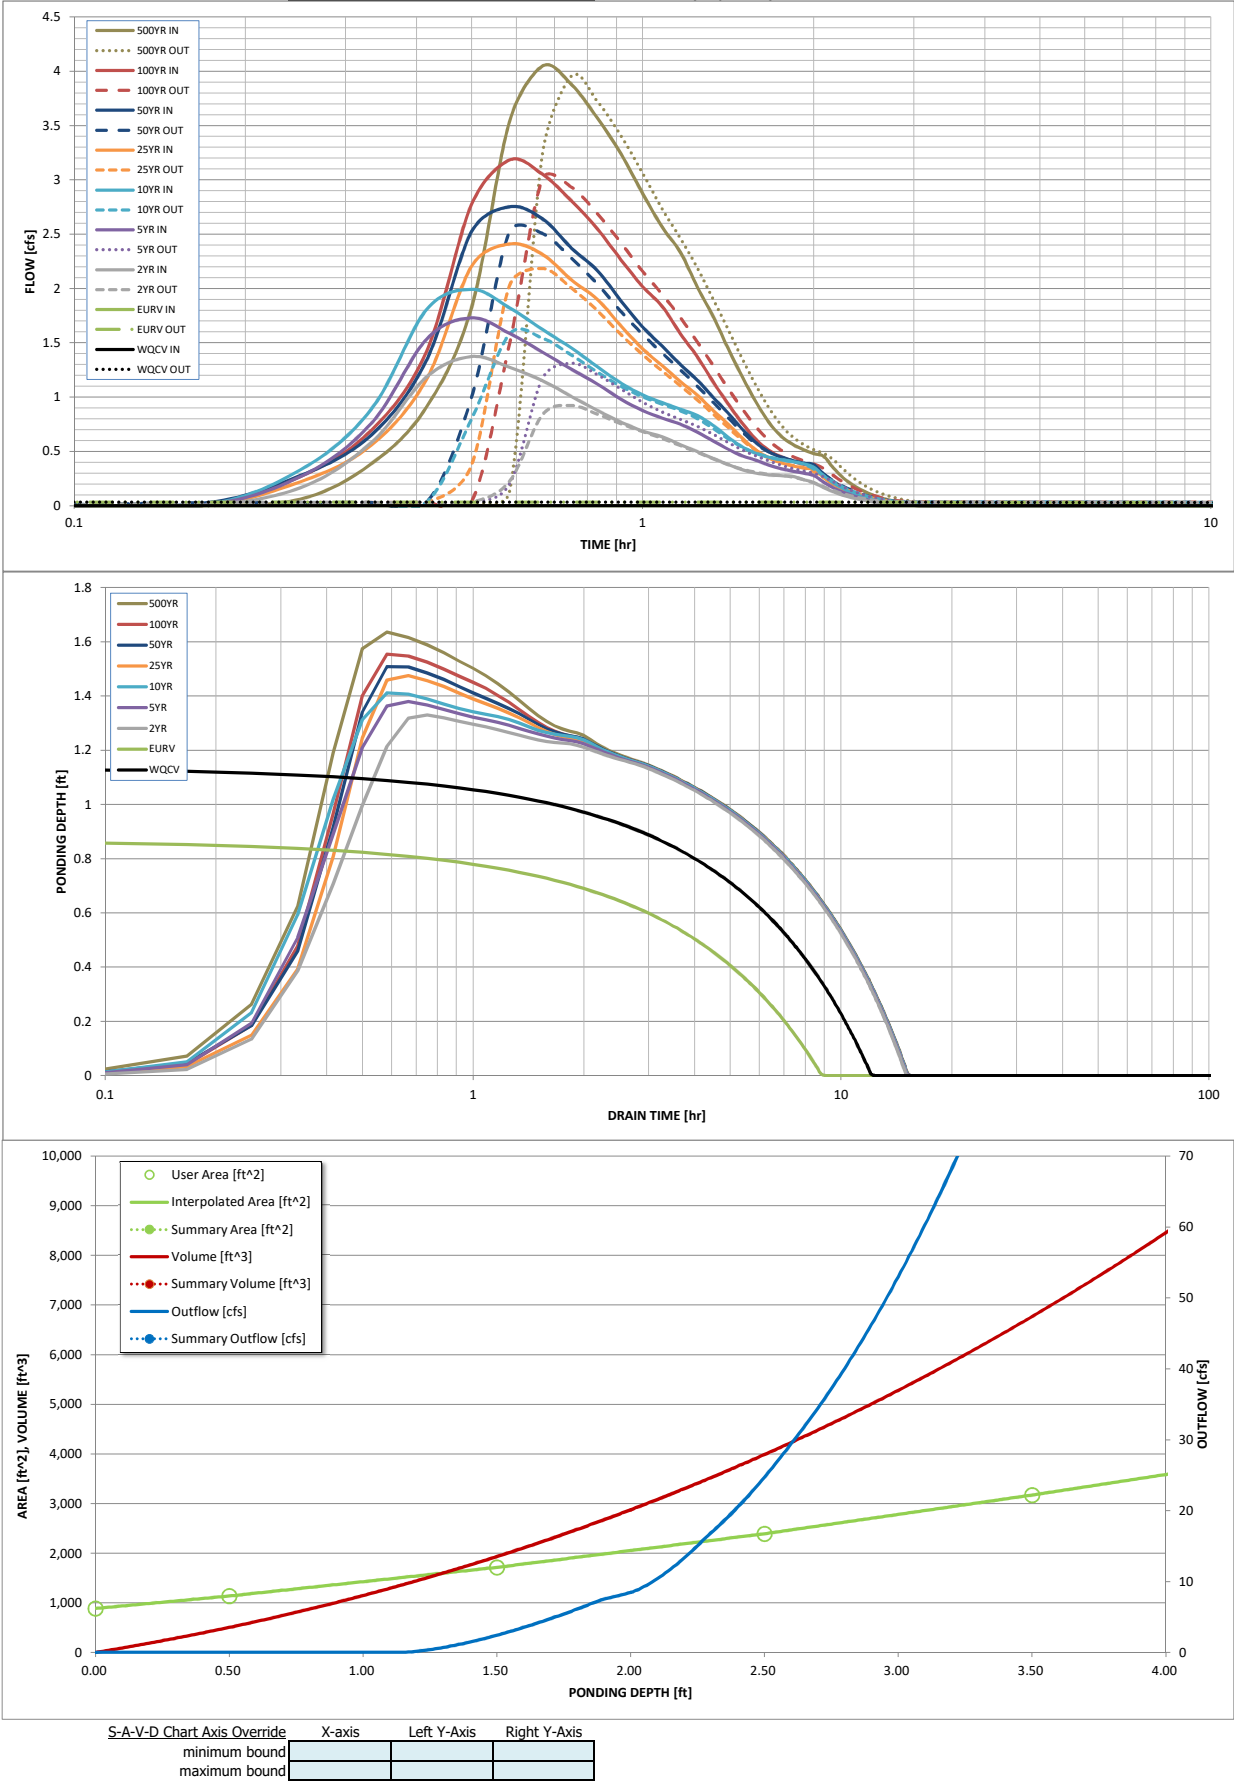 4.5
4
3.5
3
2.5
2
1.5
1
0.5
0
FLOW [cfs]
500YR IN
500YR OUT
100YR IN
100YR OUT
50YR IN
50YR OUT
25YR IN
25YR OUT
10YR IN
10YR OUT
5YR IN
5YR OUT
2YR IN
2YR OUT
EURV IN
EURV OUT
WQCV IN
WQCV OUT
0.1
1
10
TIME [hr]
1.8
1.6
1.4
1.2
1
0.8
0.6
0.4
0.2
0
PONDING DEPTH [ft]
500YR
100YR
50YR
25YR
10YR
5YR
2YR
EURV
WQCV
0.1
1
10
100
DRAIN TIME [hr]
10,000
9,000
8,000
7,000
6,000
5,000
4,000
3,000
2,000
1,000
0
AREA [ft^2], VOLUME [ft^3]
User Area [ft^2]
Interpolated Area [ft^2]
Summary Area [ft^2]
Volume [ft^3]
Summary Volume [ft^3]
Outflow [cfs]
Summary Outflow [cfs]
70
60
50
40
30
20
10
0
OUTFLOW [cfs]
0.00
0.50
1.00
1.50
2.00
2.50
3.00
3.50
4.00
PONDING DEPTH [ft]
S-A-V-D Chart Axis Override X-axis Left Y-Axis Right Y-Axis
minimum bound
maximum bound